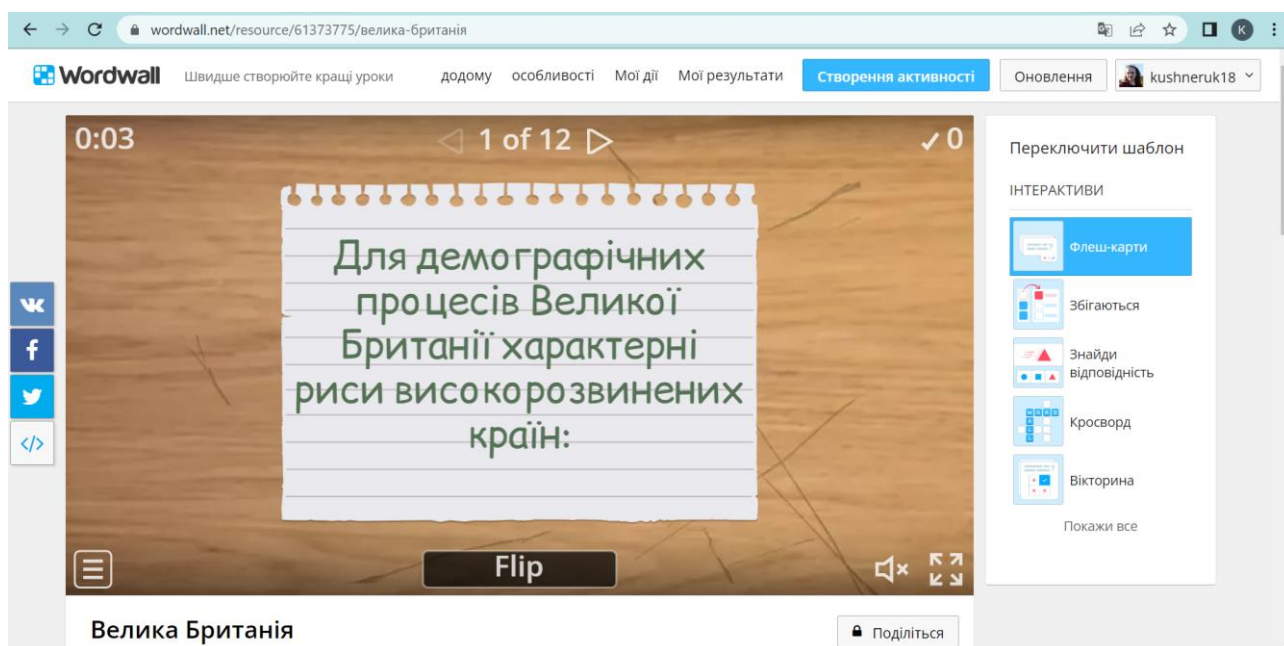 wordwall.net/resource/61373775/велика-британія
K
Wordwall
Швидше створюйте кращі уроки
додому
особливості
Мої дії
Мої результати
Створення активності
Оновлення
kushneruk18
0:03
1 of 12
0
Для демографічних
процесів Великої
Британії характерні
риси високорозвинених
країн:
Flip
Переключити шаблон
ІНТЕРАКТИВИ
Флеш-карти
Збігаються
Знайди
відповідність
Кросворд
Вікторина
Покажи все
Велика Британія
Поділіться